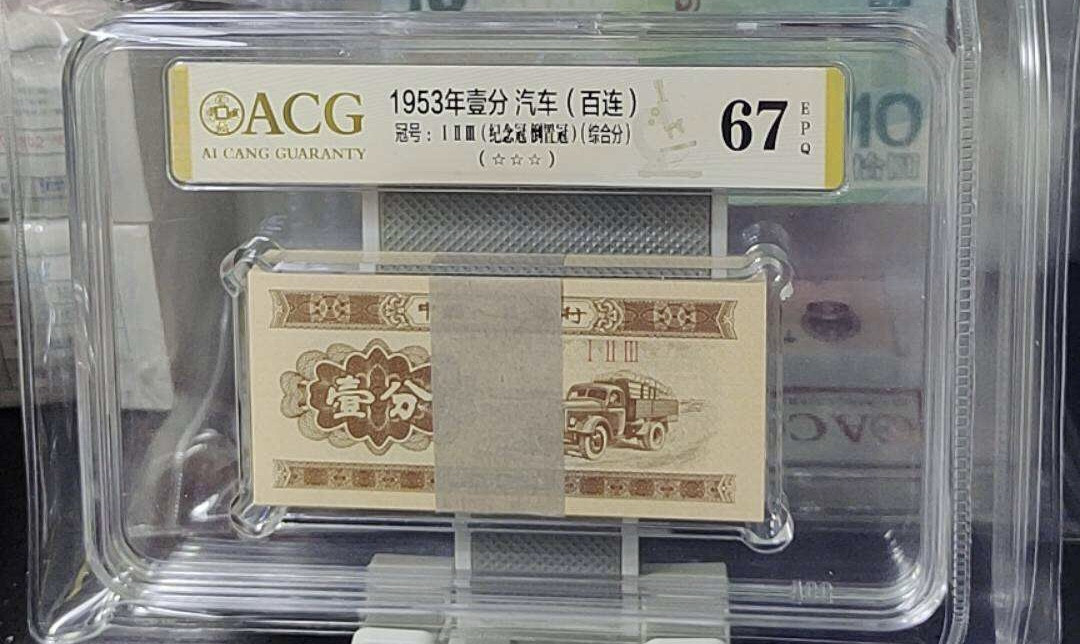 ACG
AI CANG GUARANTY
1953年壹分 汽车（百连）
冠号：I II III（纪念冠 倒置冠）（综合分）
（☆☆☆）
67
EPQ
10
I II III
壹分